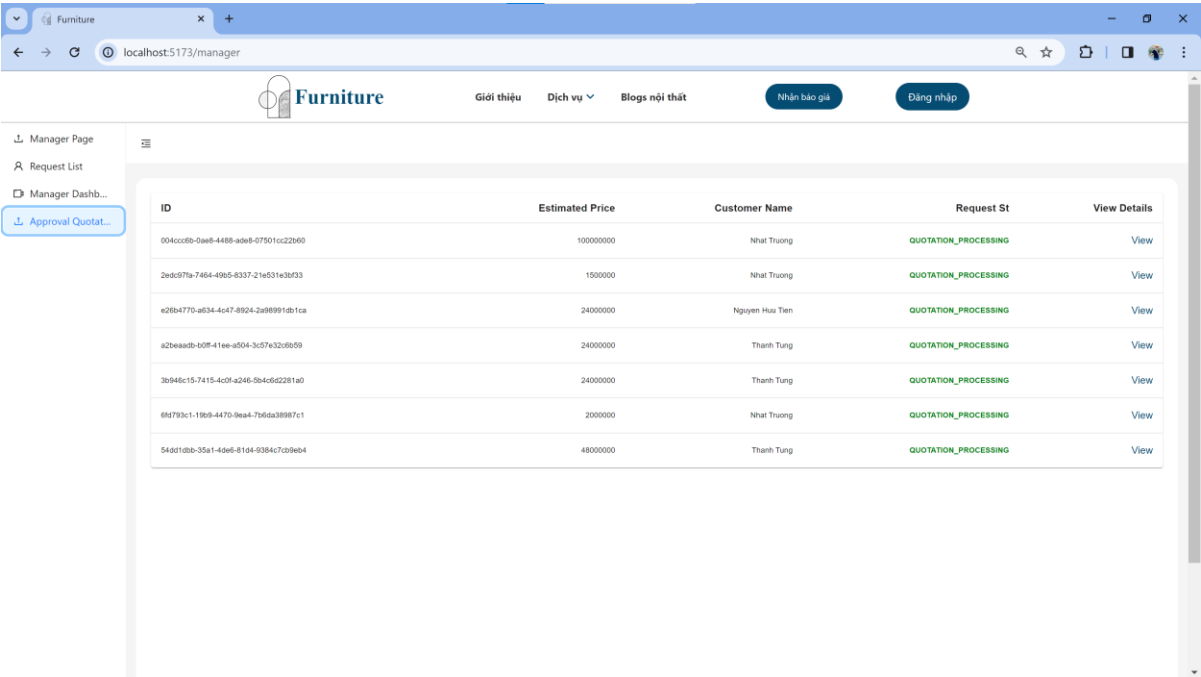 Furniture
localhost:5173/manager
Furniture
Giới thiệu
Dịch vụ
Blogs nội thất
Nhận báo giá
Đăng nhập
Manager Page
Request List
Manager Dashb...
Approval Quotat...
ID Estimated Price Customer Name Request St View Details
004ccc6b-0ae8-4488-ade8-07501cc22b60 100000000 Nhat Truong QUOTATION_PROCESSING View
2edc97fa-7464-49b5-8337-21e531e3bf33 1500000 Nhat Truong QUOTATION_PROCESSING View
e26b4770-a634-4c47-8924-2a98991db1ca 24000000 Nguyen Huu Tien QUOTATION_PROCESSING View
a2beaadb-b0ff-41ee-a504-3c57e32c6b59 24000000 Thanh Tung QUOTATION_PROCESSING View
3b946c15-7415-4c0f-a246-5b4c6d2281a0 24000000 Thanh Tung QUOTATION_PROCESSING View
6fd793c1-19b9-4470-9ea4-7b6da38987c1 2000000 Nhat Truong QUOTATION_PROCESSING View
54dd1dbb-35a1-4de6-81d4-9384c7cb9eb4 48000000 Thanh Tung QUOTATION_PROCESSING View